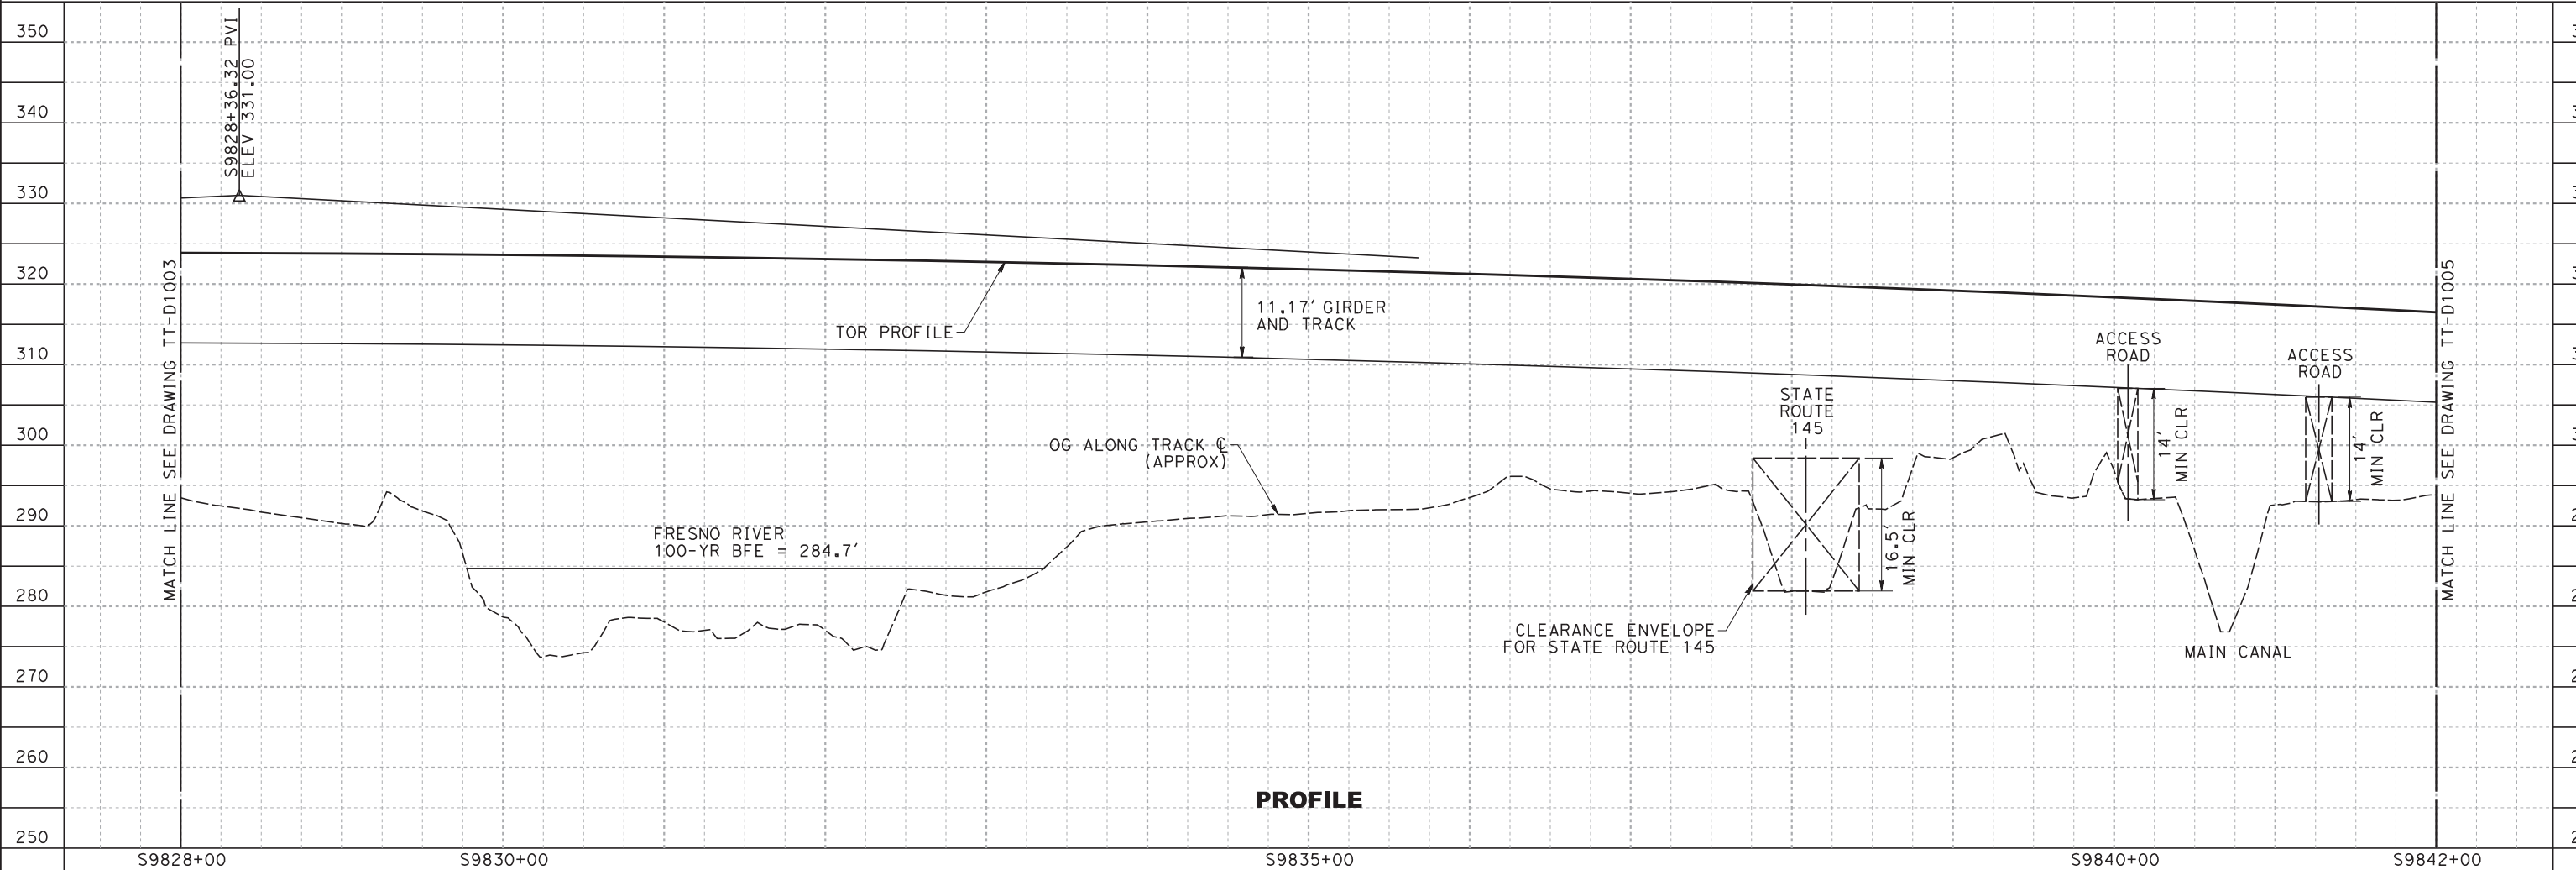 350
340
330
320
310
300
290
280
270
260
250
S9828+36.32 PVI
ELEV 331.00
MATCH LINE SEE DRAWING TT-D1003
TOR PROFILE
11.17' GIRDER
AND TRACK
OG ALONG TRACK ℄
(APPROX)
FRESNO RIVER
100-YR BFE = 284.7'
STATE
ROUTE
145
16.5'
MIN CLR
CLEARANCE ENVELOPE
FOR STATE ROUTE 145
ACCESS
ROAD
14'
MIN CLR
ACCESS
ROAD
14'
MIN CLR
MAIN CANAL
MATCH LINE SEE DRAWING TT-D1005
PROFILE
S9828+00
S9830+00
S9835+00
S9840+00
S9842+00